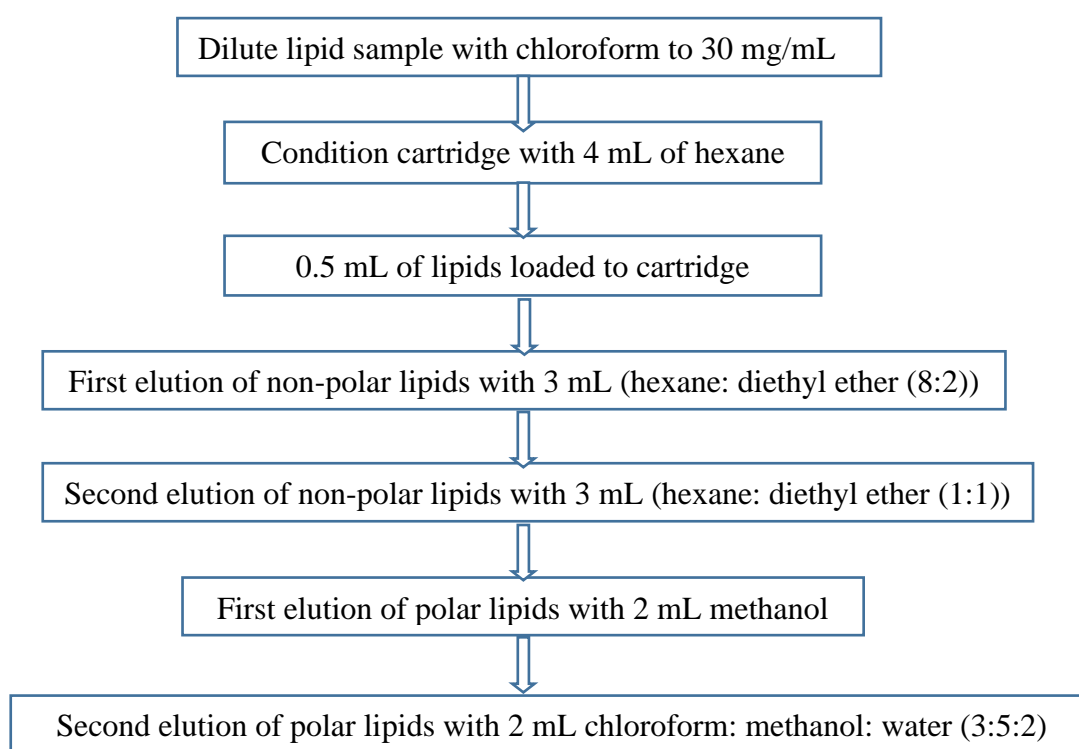 Dilute lipid sample with chloroform to 30 mg/mL
Condition cartridge with 4 mL of hexane
0.5 mL of lipids loaded to cartridge
First elution of non-polar lipids with 3 mL (hexane: diethyl ether (8:2))
Second elution of non-polar lipids with 3 mL (hexane: diethyl ether (1:1))
First elution of polar lipids with 2 mL methanol
Second elution of polar lipids with 2 mL chloroform: methanol: water (3:5:2)